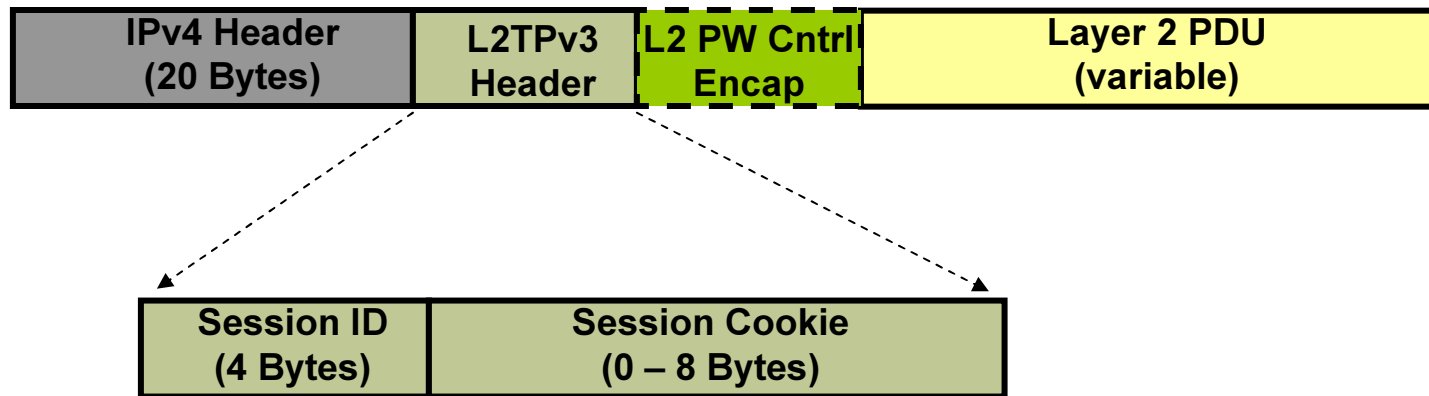 IPv4 Header
(20 Bytes)
L2TPv3
Header
L2 PW Cntrl
Encap
Layer 2 PDU
(variable)
Session ID
(4 Bytes)
Session Cookie
(0 – 8 Bytes)